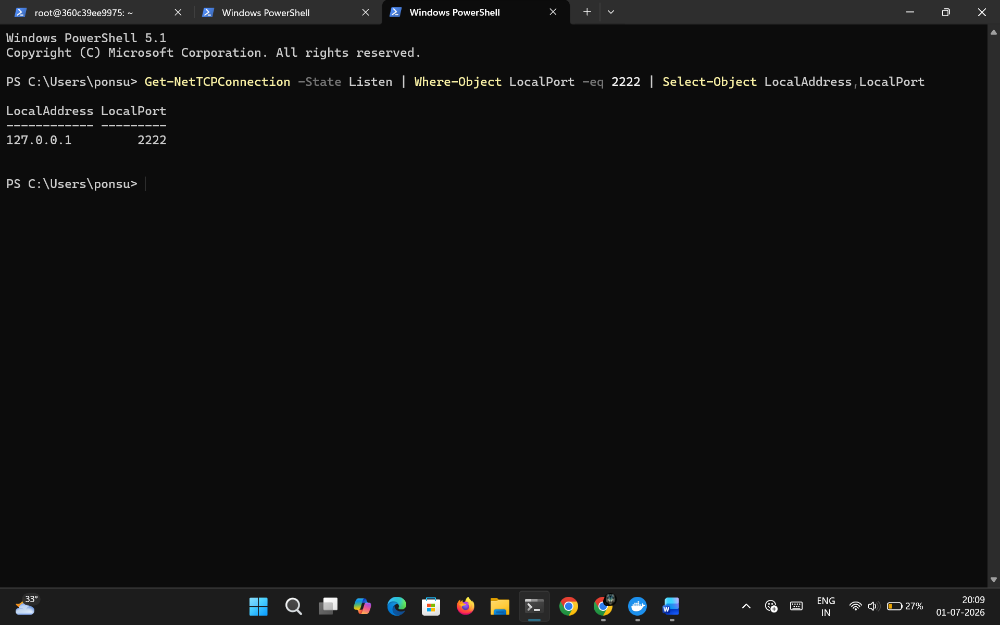 root@360c39ee9975: ~
Windows PowerShell
Windows PowerShell
Windows PowerShell 5.1
Copyright (C) Microsoft Corporation. All rights reserved.
PS C:\Users\ponsu> Get-NetTCPConnection -State Listen | Where-Object LocalPort -eq 2222 | Select-Object LocalAddress,LocalPort
LocalAddress LocalPort
------------ ---------
127.0.0.1         2222
PS C:\Users\ponsu>
33°
W
ENG
IN
27%
20:09
01-07-2026